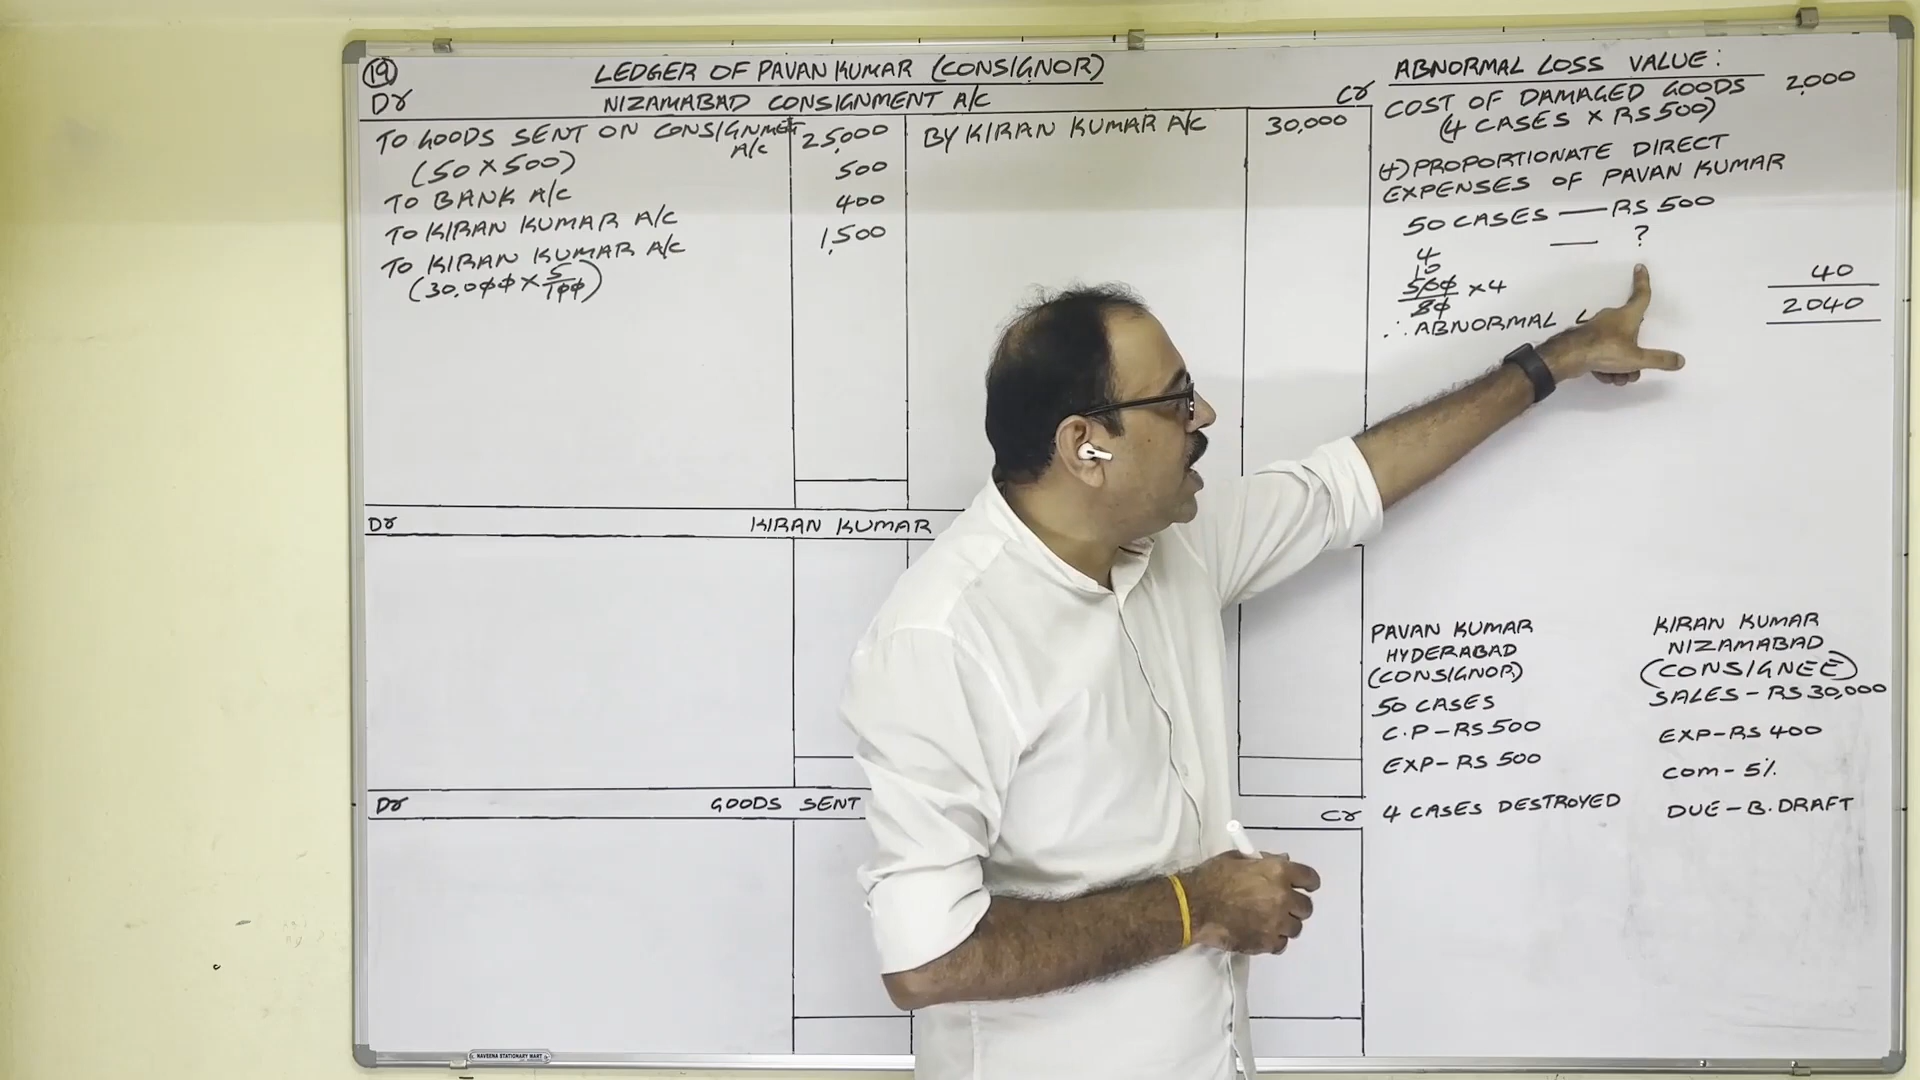 (19)
LEDGER OF PAVAN KUMAR (CONSIGNOR)
Dr NIZAMABAD CONSIGNMENT A/C Cr
TO GOODS SENT ON CONSIGNMENT A/c 25,000
(50 × 500)
TO BANK A/C 500
TO KIRAN KUMAR A/C 400
TO KIRAN KUMAR A/C 1,500
(30,000 × 5/100)
BY KIRAN KUMAR A/C 30,000
Dr KIRAN KUMAR
Dr GOODS SENT
Cr
ABNORMAL LOSS VALUE:
COST OF DAMAGED GOODS 2,000
(4 CASES × RS 500)
(+) PROPORTIONATE DIRECT
EXPENSES OF PAVAN KUMAR
50 CASES — RS 500
4 — ?
10
500/50 × 4 40
∴ ABNORMAL 2040
PAVAN KUMAR
HYDERABAD
(CONSIGNOR)
50 CASES
C.P - RS 500
EXP - RS 500
4 CASES DESTROYED
KIRAN KUMAR
NIZAMABAD
(CONSIGNEE)
SALES - RS 30,000
EXP - RS 400
COM - 5%
DUE - B. DRAFT
NAVEENA STATIONARY MART